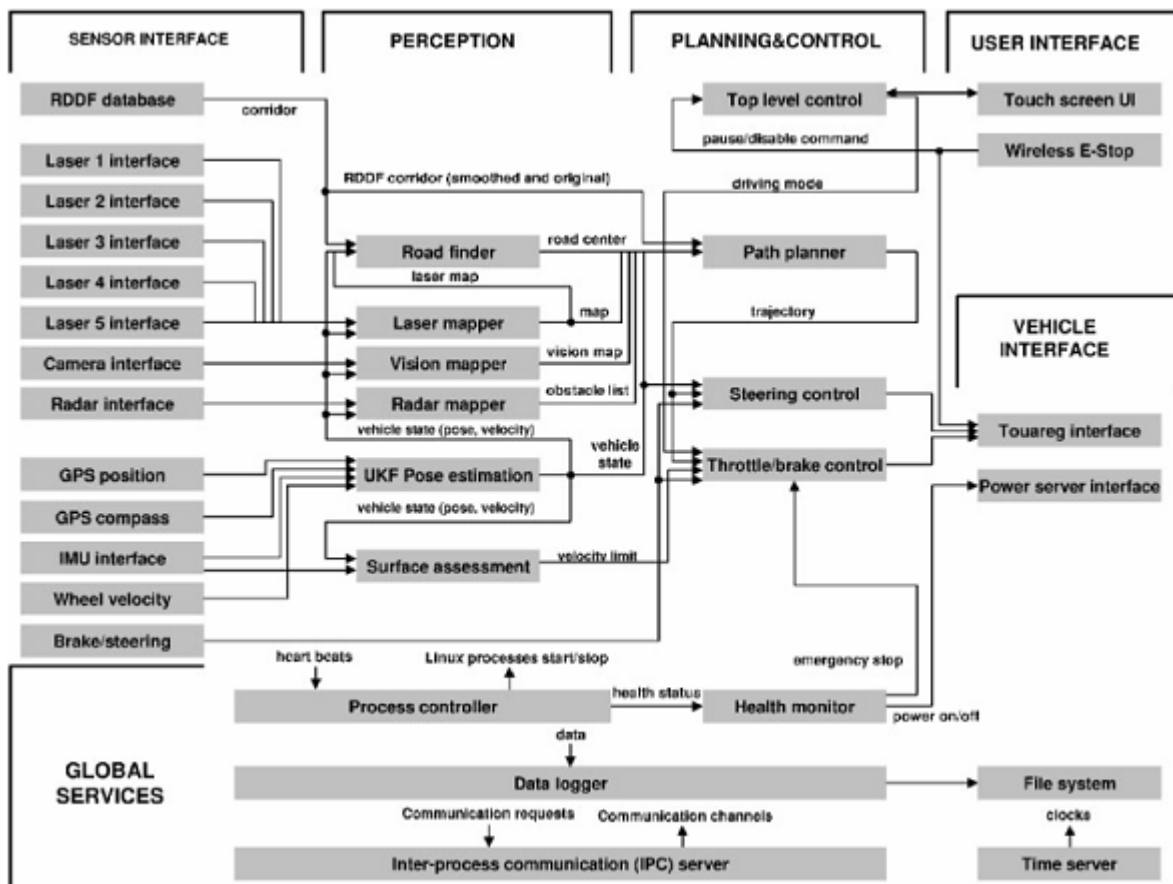 SENSOR INTERFACE
PERCEPTION
PLANNING&CONTROL
USER INTERFACE
RDDF database
corridor
Top level control
Touch screen UI
pause/disable command
Wireless E-Stop
Laser 1 interface
RDDF corridor (smoothed and original)
driving mode
Laser 2 interface
Laser 3 interface
Road finder
road center
Path planner
laser map
Laser 4 interface
Laser 5 interface
Laser mapper
map
trajectory
VEHICLE
INTERFACE
Camera interface
Vision mapper
vision map
Radar interface
Radar mapper
obstacle list
Steering control
vehicle state (pose, velocity)
vehicle
state
Touareg interface
GPS position
UKF Pose estimation
Throttle/brake control
Power server interface
GPS compass
vehicle state (pose, velocity)
IMU interface
Surface assessment
velocity limit
Wheel velocity
Brake/steering
heart beats
Linux processes start/stop
emergency stop
Process controller
health status
Health monitor
power on/off
data
GLOBAL
SERVICES
Data logger
File system
Communication requests
Communication channels
clocks
Inter-process communication (IPC) server
Time server